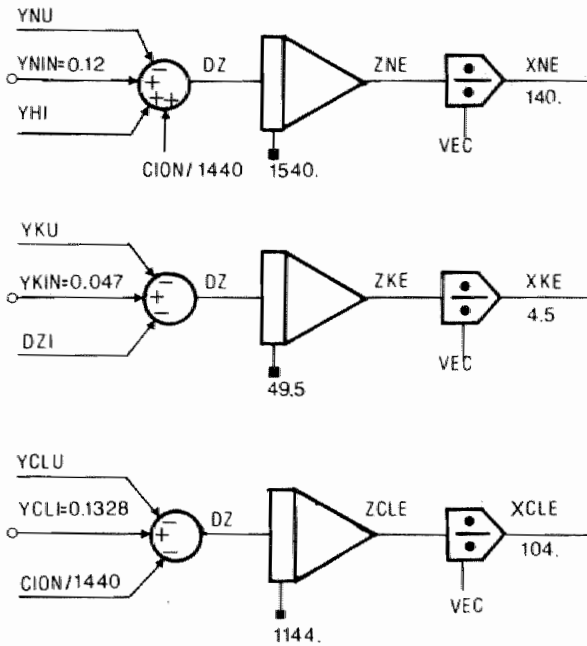 YNU
YNIN=0.12
YHI
CION/1440
DZ
1540.
ZNE
VEC
XNE
140.
YKU
YKIN=0.047
DZI
DZ
49.5
ZKE
VEC
XKE
4.5
YCLU
YCLI=0.1328
CION/1440
DZ
1144.
ZCLE
VEC
XCLE
104.